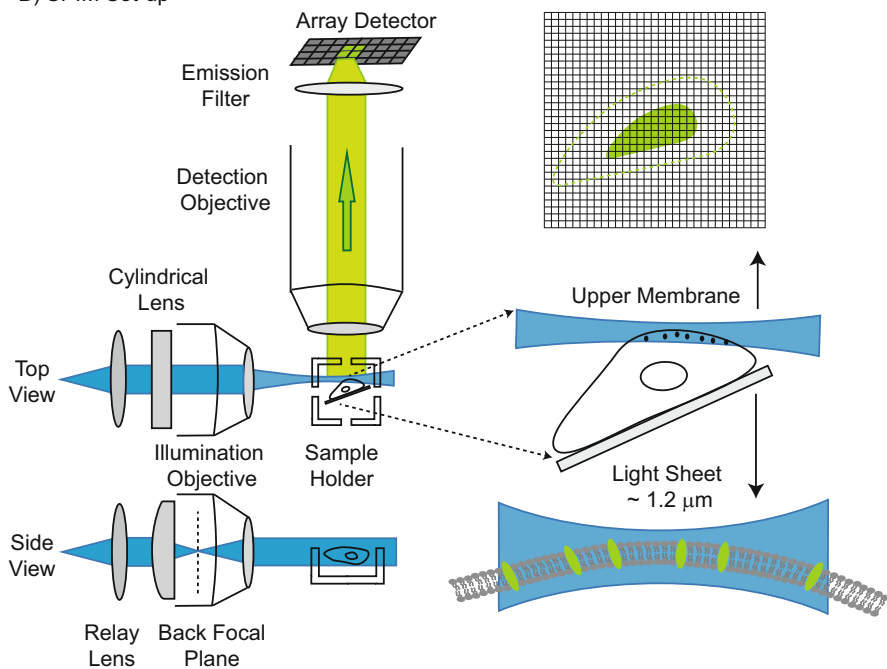 Array Detector
Emission
Filter
Detection
Objective
Cylindrical
Lens
Top
View
Illumination
Objective
Sample
Holder
Upper Membrane
Light Sheet
~ 1.2 μm
Side
View
Relay
Lens
Back Focal
Plane